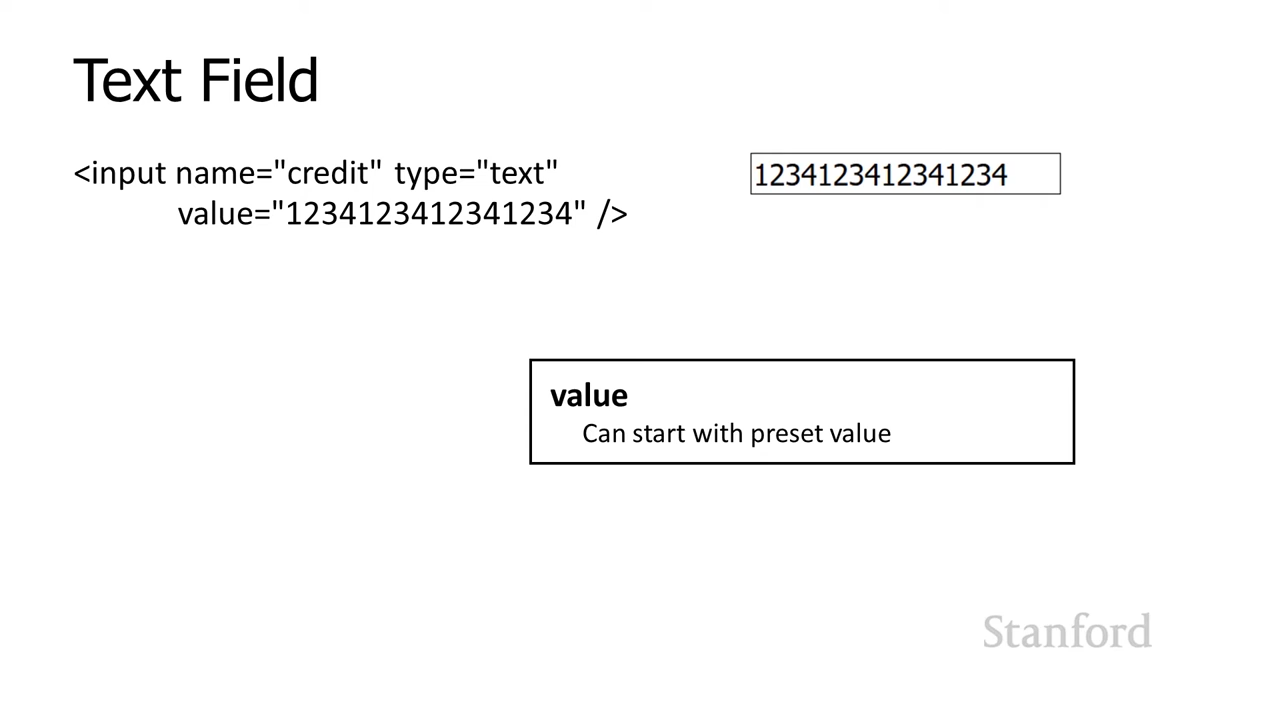 Text Field
<input name="credit" type="text"
value="1234123412341234" />
1234123412341234
value
Can start with preset value
Stanford